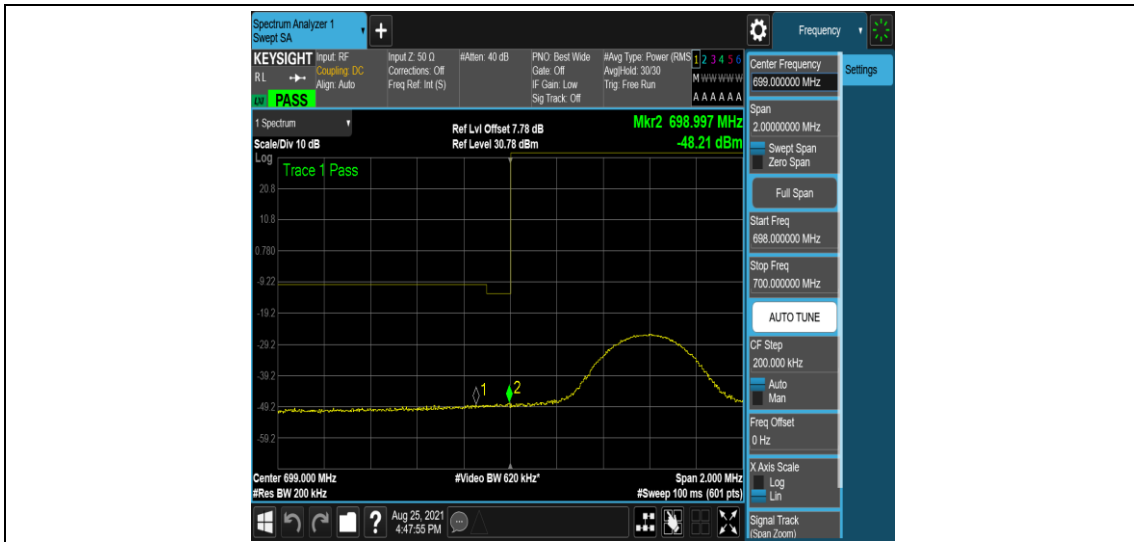 Spectrum Analyzer 1
Swept SA
+
Frequency
KEYSIGHT
R L
LXI
PASS
Input: RF
Coupling: DC
Align: Auto
Input Z: 50 Ω
Corrections: Off
Freq Ref: Int (S)
#Atten: 40 dB
PNO: Best Wide
Gate: Off
IF Gain: Low
Sig Track: Off
#Avg Type: Power (RMS
Avg|Hold: 30/30
Trig: Free Run
1 2 3 4 5 6
M W W W W W
A A A A A A
1 Spectrum
Scale/Div 10 dB
Ref Lvl Offset 7.78 dB
Ref Level 30.78 dBm
Mkr2 698.997 MHz
-48.21 dBm
Log
Trace 1 Pass
20.8
10.8
0.780
-9.22
-19.2
-29.2
-39.2
-49.2
-59.2
1
2
Center 699.000 MHz
#Res BW 200 kHz
#Video BW 620 kHz*
Span 2.000 MHz
#Sweep 100 ms (601 pts)
Center Frequency
699.000000 MHz
Settings
Span
2.00000000 MHz
Swept Span
Zero Span
Full Span
Start Freq
698.000000 MHz
Stop Freq
700.000000 MHz
AUTO TUNE
CF Step
200.000 kHz
Auto
Man
Freq Offset
0 Hz
X Axis Scale
Log
Lin
Signal Track
(Span Zoom)
?
Aug 25, 2021
4:47:55 PM